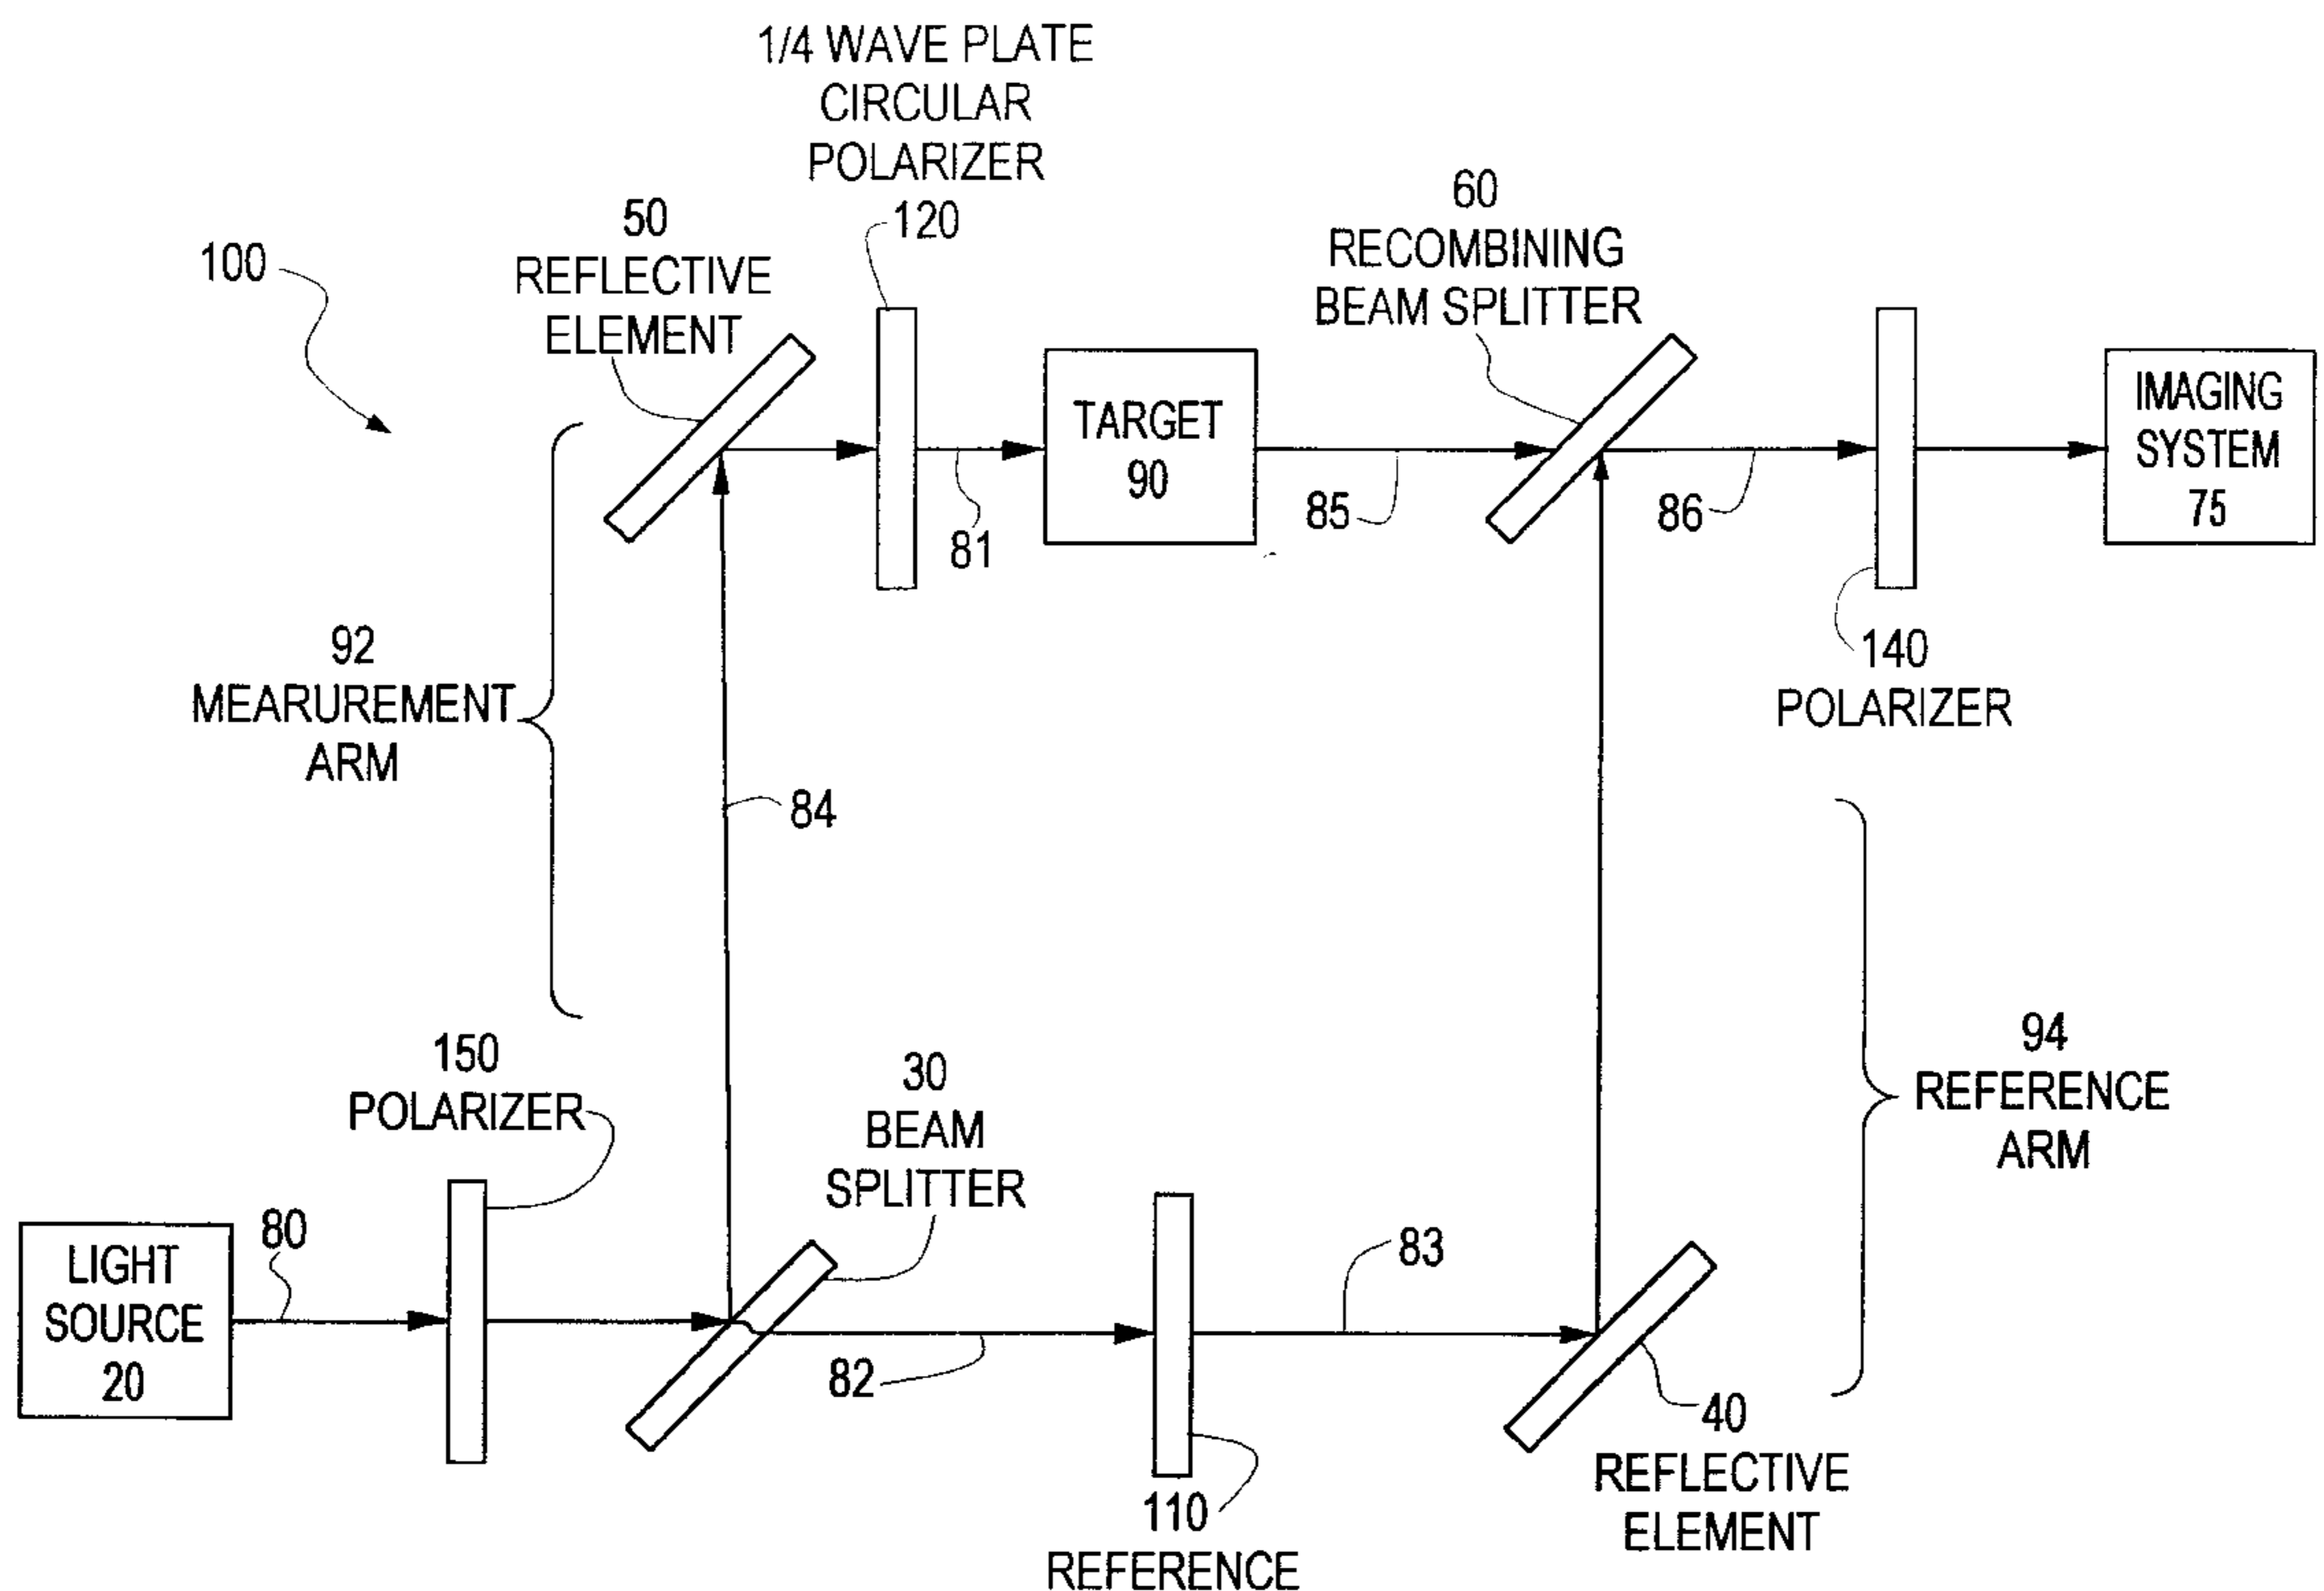 1/4 WAVE PLATE
CIRCULAR
POLARIZER
120
50
REFLECTIVE
ELEMENT
60
RECOMBINING
BEAM SPLITTER
100
TARGET
90
IMAGING
SYSTEM
75
81
85
86
92
MEARUREMENT
ARM
140
POLARIZER
84
150
POLARIZER
30
BEAM
SPLITTER
94
REFERENCE
ARM
LIGHT
SOURCE
20
80
82
83
110
REFERENCE
40
REFLECTIVE
ELEMENT